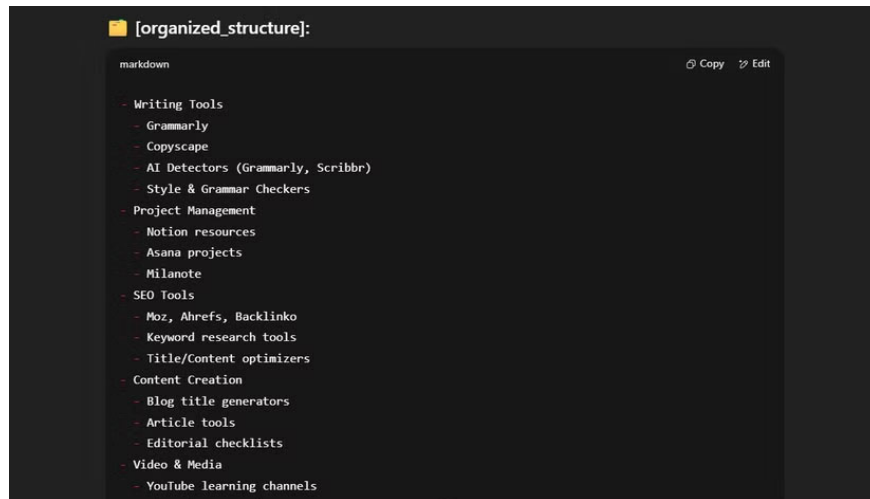 [organized_structure]:
markdown
Copy
Edit
- Writing Tools
- Grammarly
- Copyscape
- AI Detectors (Grammarly, Scribbr)
- Style & Grammar Checkers
- Project Management
- Notion resources
- Asana projects
- Milanote
- SEO Tools
- Moz, Ahrefs, Backlinko
- Keyword research tools
- Title/Content optimizers
- Content Creation
- Blog title generators
- Article tools
- Editorial checklists
- Video & Media
- YouTube learning channels